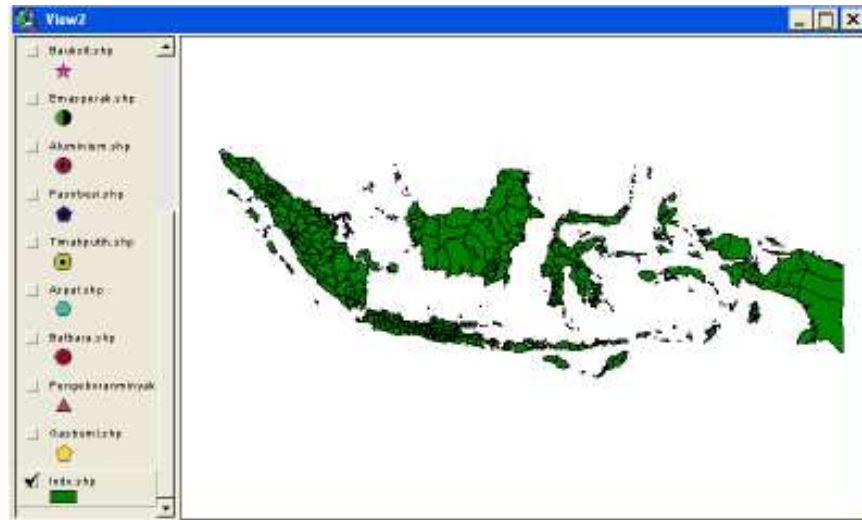 View2
Bauksit.shp
Emasperak.shp
Aluminium.shp
Pasirbesi.shp
Timahputih.shp
Aspal.shp
Batbara.shp
Pengeboranminyak
Gasbumi.shp
Indo.shp